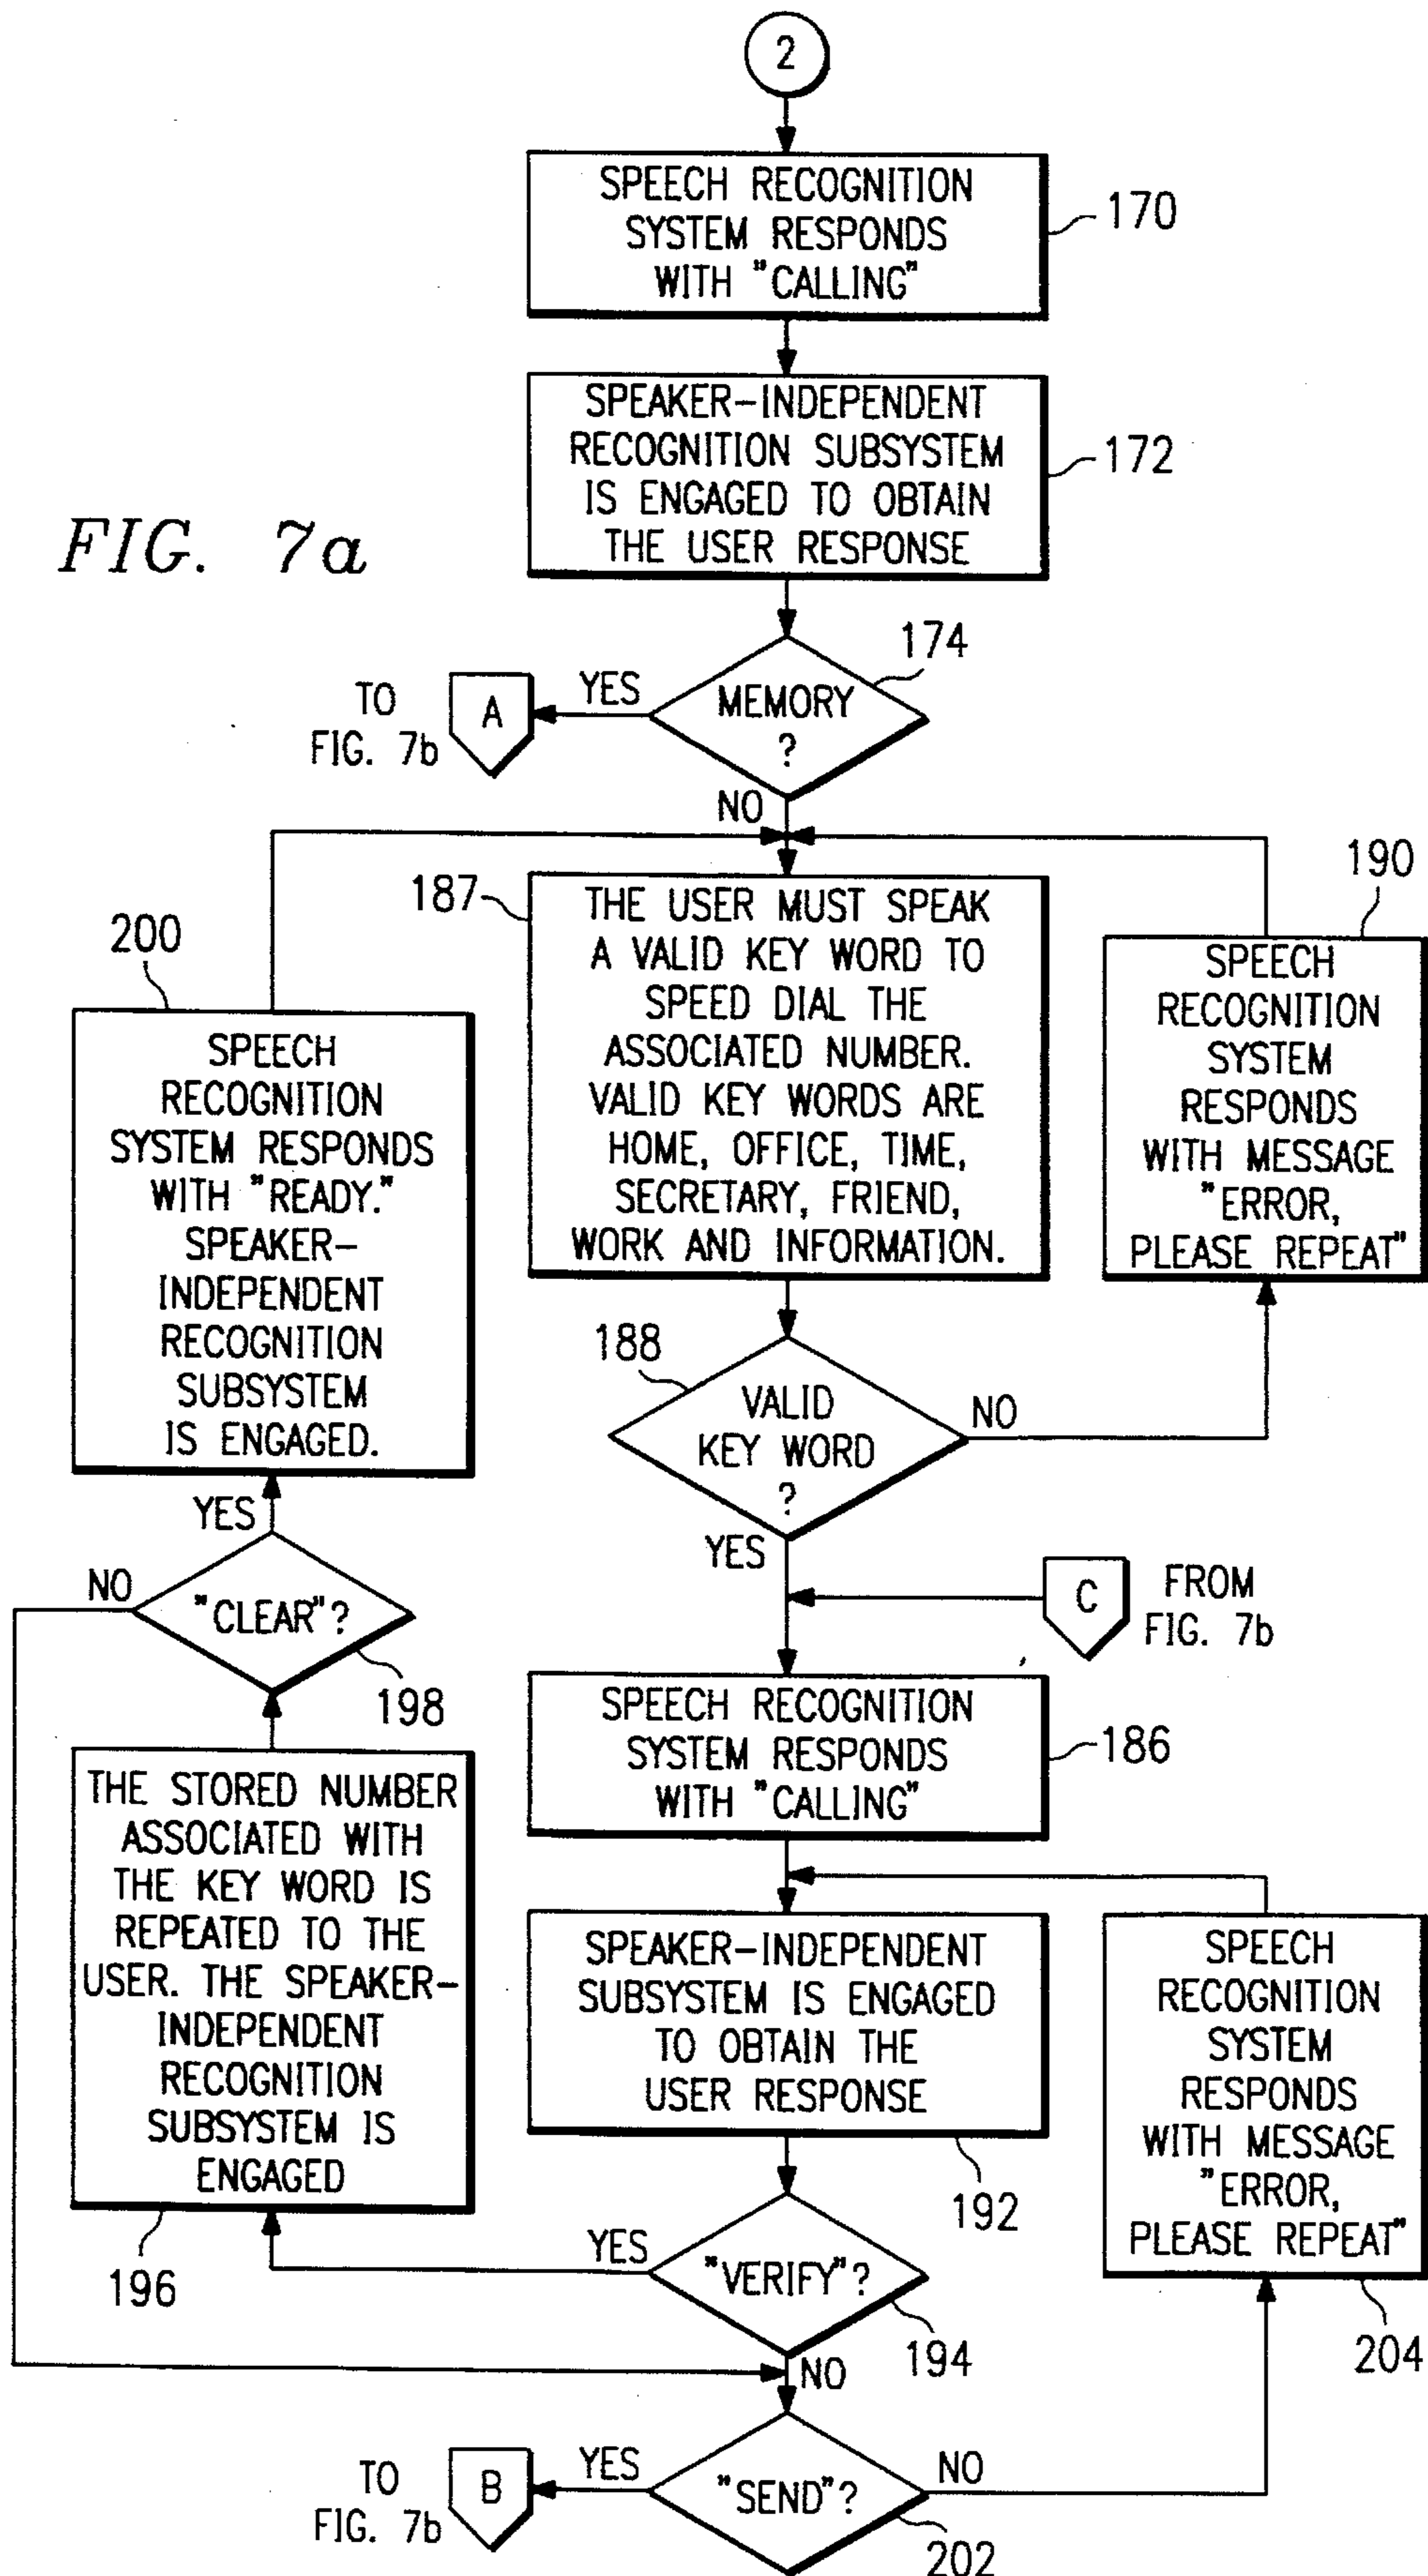 2
SPEECH RECOGNITION
SYSTEM RESPONDS
WITH "CALLING"
170
SPEAKER-INDEPENDENT
RECOGNITION SUBSYSTEM
IS ENGAGED TO OBTAIN
THE USER RESPONSE
172
FIG. 7a
174
MEMORY
?
YES
A
TO
FIG. 7b
NO
187
THE USER MUST SPEAK
A VALID KEY WORD TO
SPEED DIAL THE
ASSOCIATED NUMBER.
VALID KEY WORDS ARE
HOME, OFFICE, TIME,
SECRETARY, FRIEND,
WORK AND INFORMATION.
190
SPEECH
RECOGNITION
SYSTEM
RESPONDS
WITH MESSAGE
"ERROR,
PLEASE REPEAT"
200
SPEECH
RECOGNITION
SYSTEM RESPONDS
WITH "READY."
SPEAKER-
INDEPENDENT
RECOGNITION
SUBSYSTEM
IS ENGAGED.
188
VALID
KEY WORD
?
NO
YES
YES
NO
"CLEAR"?
198
C
FROM
FIG. 7b
SPEECH RECOGNITION
SYSTEM RESPONDS
WITH "CALLING"
186
THE STORED NUMBER
ASSOCIATED WITH
THE KEY WORD IS
REPEATED TO THE
USER. THE SPEAKER-
INDEPENDENT
RECOGNITION
SUBSYSTEM IS
ENGAGED
196
SPEAKER-INDEPENDENT
SUBSYSTEM IS ENGAGED
TO OBTAIN THE
USER RESPONSE
192
SPEECH
RECOGNITION
SYSTEM
RESPONDS
WITH MESSAGE
"ERROR,
PLEASE REPEAT"
204
YES
"VERIFY"?
194
NO
TO
FIG. 7b
B
YES
"SEND"?
NO
202